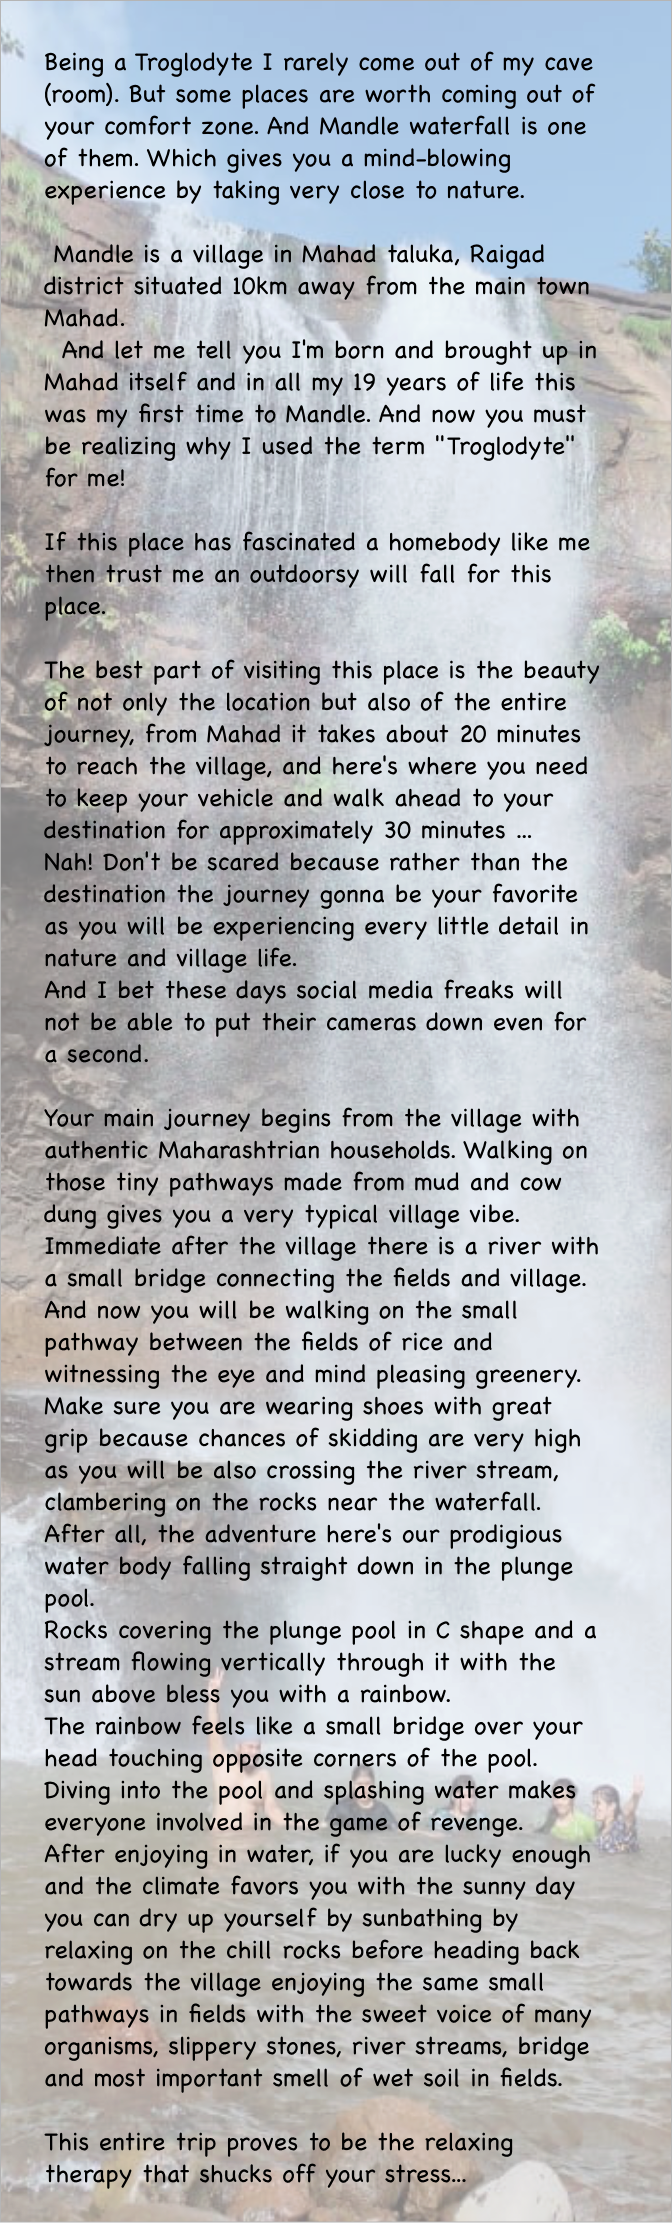 Being a Troglodyte I rarely come out of my cave
(room). But some places are worth coming out of
your comfort zone. And Mandle waterfall is one
of them. Which gives you a mind-blowing
experience by taking very close to nature.
Mandle is a village in Mahad taluka, Raigad
district situated 10km away from the main town
Mahad.
And let me tell you I'm born and brought up in
Mahad itself and in all my 19 years of life this
was my first time to Mandle. And now you must
be realizing why I used the term "Troglodyte"
for me!
If this place has fascinated a homebody like me
then trust me an outdoorsy will fall for this
place.
The best part of visiting this place is the beauty
of not only the location but also of the entire
journey, from Mahad it takes about 20 minutes
to reach the village, and here's where you need
to keep your vehicle and walk ahead to your
destination for approximately 30 minutes ...
Nah! Don't be scared because rather than the
destination the journey gonna be your favorite
as you will be experiencing every little detail in
nature and village life.
And I bet these days social media freaks will
not be able to put their cameras down even for
a second.
Your main journey begins from the village with
authentic Maharashtrian households. Walking on
those tiny pathways made from mud and cow
dung gives you a very typical village vibe.
Immediate after the village there is a river with
a small bridge connecting the fields and village.
And now you will be walking on the small
pathway between the fields of rice and
witnessing the eye and mind pleasing greenery.
Make sure you are wearing shoes with great
grip because chances of skidding are very high
as you will be also crossing the river stream,
clambering on the rocks near the waterfall.
After all, the adventure here's our prodigious
water body falling straight down in the plunge
pool.
Rocks covering the plunge pool in C shape and a
stream flowing vertically through it with the
sun above bless you with a rainbow.
The rainbow feels like a small bridge over your
head touching opposite corners of the pool.
Diving into the pool and splashing water makes
everyone involved in the game of revenge.
After enjoying in water, if you are lucky enough
and the climate favors you with the sunny day
you can dry up yourself by sunbathing by
relaxing on the chill rocks before heading back
towards the village enjoying the same small
pathways in fields with the sweet voice of many
organisms, slippery stones, river streams, bridge
and most important smell of wet soil in fields.
This entire trip proves to be the relaxing
therapy that shucks off your stress...